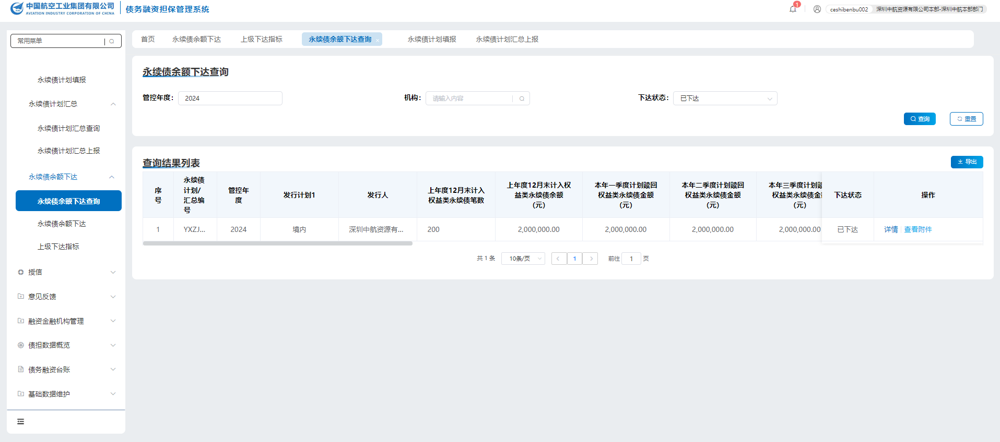 中国航空工业集团有限公司
AVIATION INDUSTRY CORPORATION OF CHINA
债务融资担保管理系统
1
ceshibenbu002 深圳中航资源有限公司本部-深圳中航本部部门
常用菜单
永续债计划填报
永续债计划汇总
永续债计划汇总查询
永续债计划汇总上报
永续债余额下达
永续债余额下达查询
永续债余额下达
上级下达指标
授信
意见反馈
融资金融机构管理
债担数据概览
债务融资台账
基础数据维护
首页 永续债余额下达 上级下达指标 永续债余额下达查询 × 永续债计划填报 永续债计划汇总上报
永续债余额下达查询
管控年度： 2024 机构： 请输入内容 下达状态： 已下达
查询 重置
查询结果列表
导出
序号 永续债计划/汇总编号 管控年度 发行计划1 发行人 上年度12月末计入权益类永续债笔数 上年度12月末计入权益类永续债余额（元） 本年一季度计划赎回权益类永续债金额（元） 本年二季度计划赎回权益类永续债金额（元） 本年三季度计划赎 权益类永续债金 （元） 下达状态 操作
1 YXZJ... 2024 境内 深圳中航资源有... 200 2,000,000.00 2,000,000.00 2,000,000.00 2,000,000.00 已下达 详情 查看附件
共 1 条 10条/页 1 前往 1 页